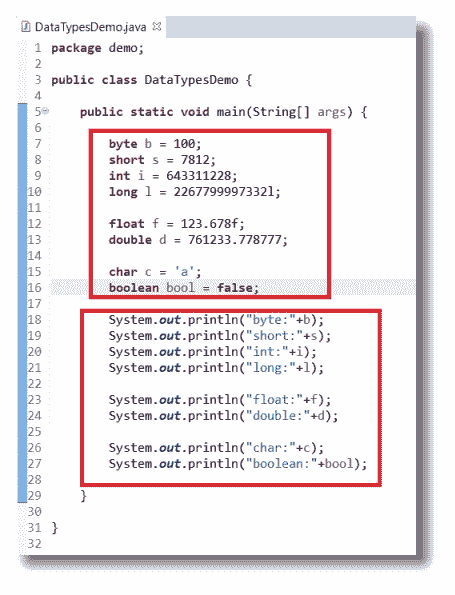 DataTypesDemo.java
1 package demo;
2
3 public class DataTypesDemo {
4
5 public static void main(String[] args) {
6
7 byte b = 100;
8 short s = 7812;
9 int i = 643311228;
10 long l = 226779997332l;
11
12 float f = 123.678f;
13 double d = 761233.778777;
14
15 char c = 'a';
16 boolean bool = false;
17
18 System.out.println("byte:"+b);
19 System.out.println("short:"+s);
20 System.out.println("int:"+i);
21 System.out.println("long:"+l);
22
23 System.out.println("float:"+f);
24 System.out.println("double:"+d);
25
26 System.out.println("char:"+c);
27 System.out.println("boolean:"+bool);
28
29 }
30
31 }
32